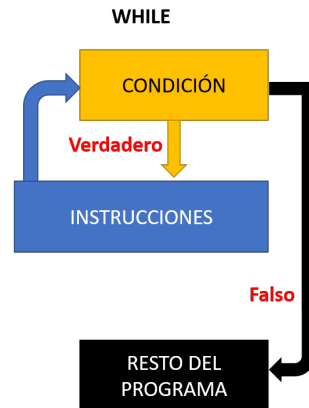 WHILE
CONDICIÓN
Verdadero
INSTRUCCIONES
Falso
RESTO DEL
PROGRAMA